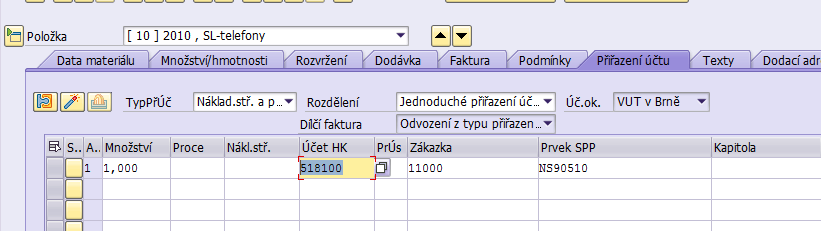 Položka [ 10 ] 2010 , SL-telefony
Data materiálu Množství/hmotnosti Rozvržení Dodávka Faktura Podmínky Přiřazení účtu Texty Dodací adr
TypPřÚč Náklad.stř. a p... Rozdělení Jednoduché přiřazení úč... Úč.ok. VUT v Brně
Dílčí faktura Odvození z typu přiřazen...
S.. A.. Množství Proce Nákl.stř. Účet HK PrÚs Zákazka Prvek SPP Kapitola
1 1,000 518100 11000 NS90510